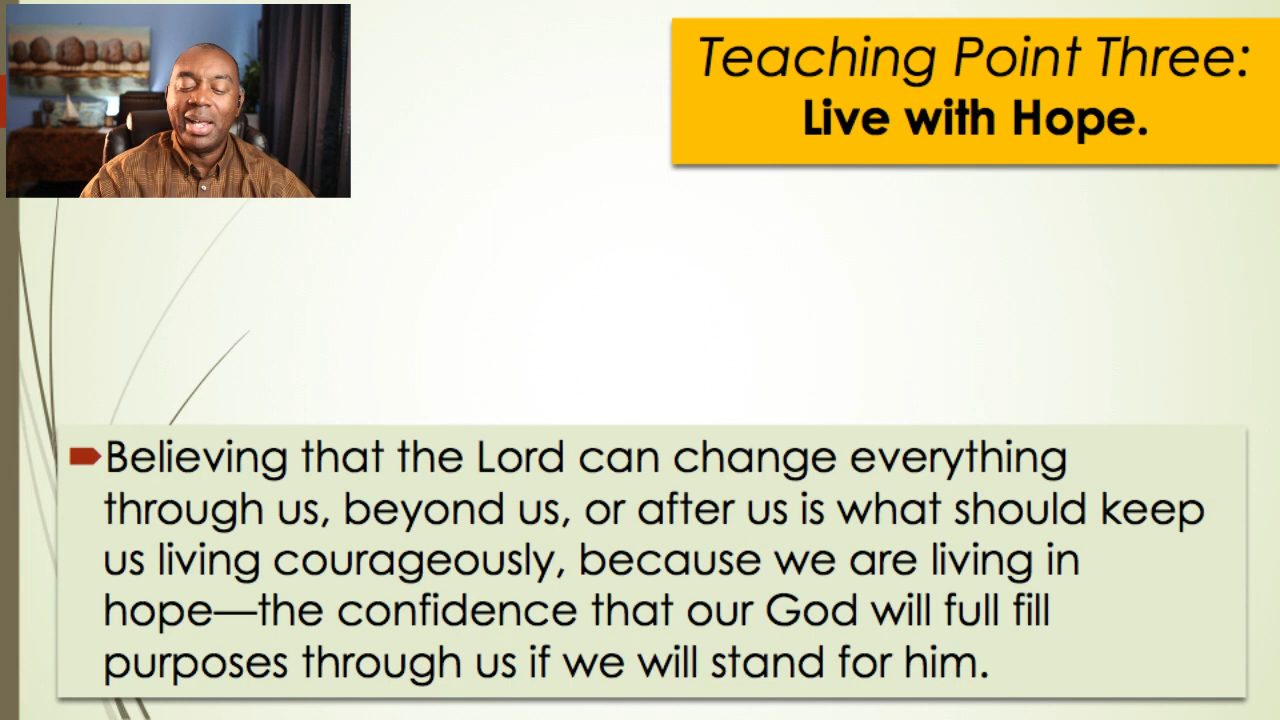 Teaching Point Three:
Live with Hope.
Believing that the Lord can change everything
through us, beyond us, or after us is what should keep
us living courageously, because we are living in
hope—the confidence that our God will full fill
purposes through us if we will stand for him.